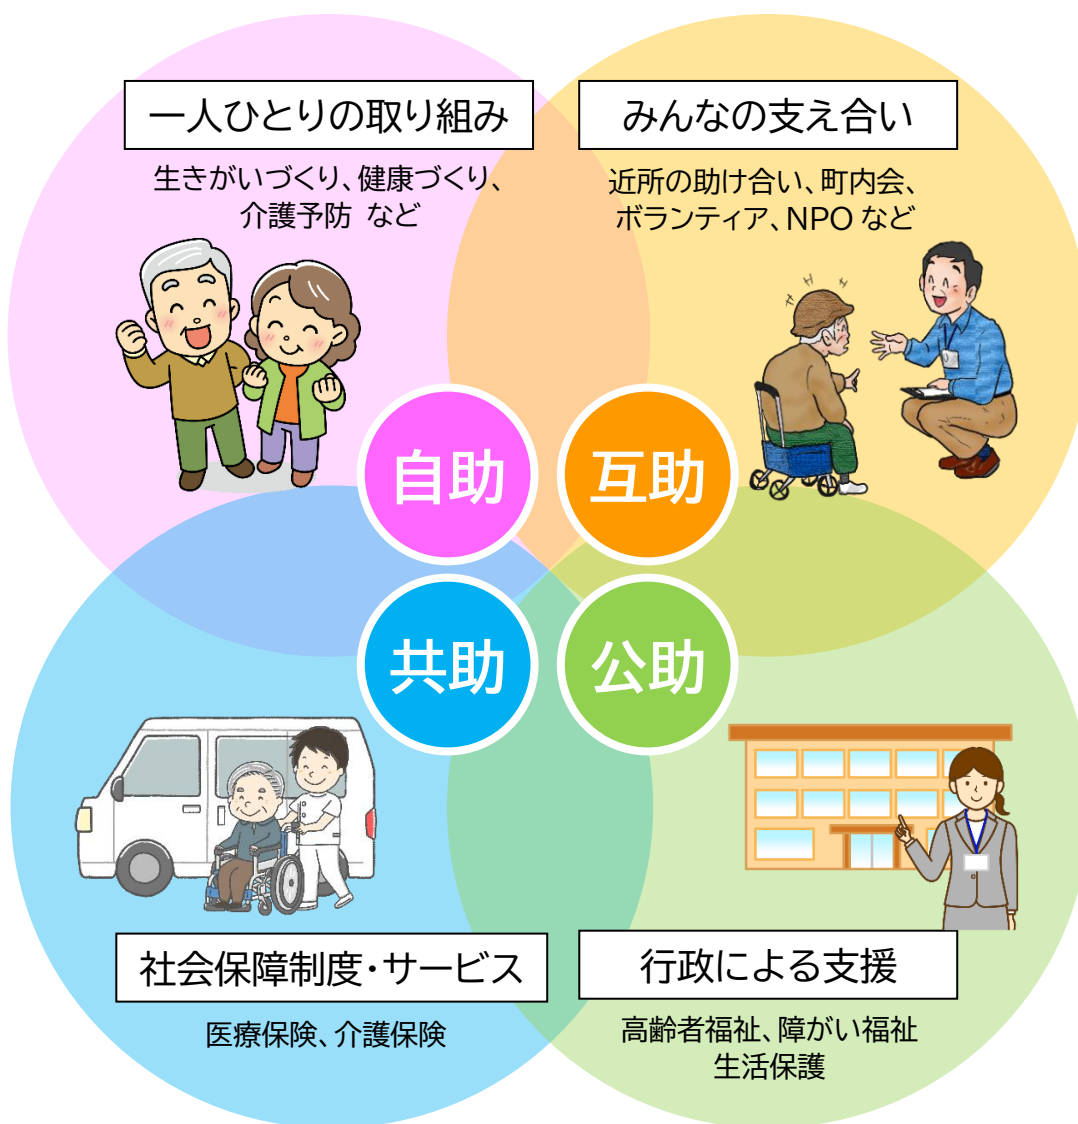 一人ひとりの取り組み
生きがいづくり、健康づくり、
介護予防 など
みんなの支え合い
近所の助け合い、町内会、
ボランティア、NPO など
自助
互助
共助
公助
社会保障制度・サービス
医療保険、介護保険
行政による支援
高齢者福祉、障がい福祉
生活保護